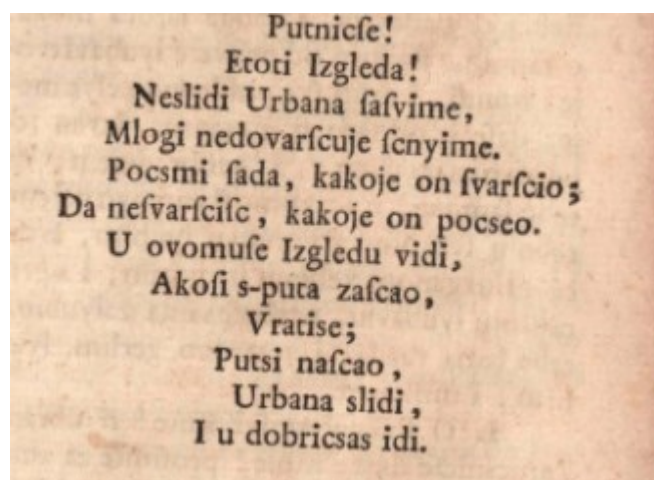 Putnicſe!
Etoti Izgleda!
Neslidi Urbana ſaſvime,
Mlogi nedovarſcuje ſcnyime.
Pocsmi ſada, kakoje on ſvarſcio;
Da neſvarſciſc, kakoje on pocseo.
U ovomuſe Izgledu vidi,
Akoſi s-puta zaſcao,
Vratise;
Putsi naſcao,
Urbana slidi,
I u dobricsas idi.